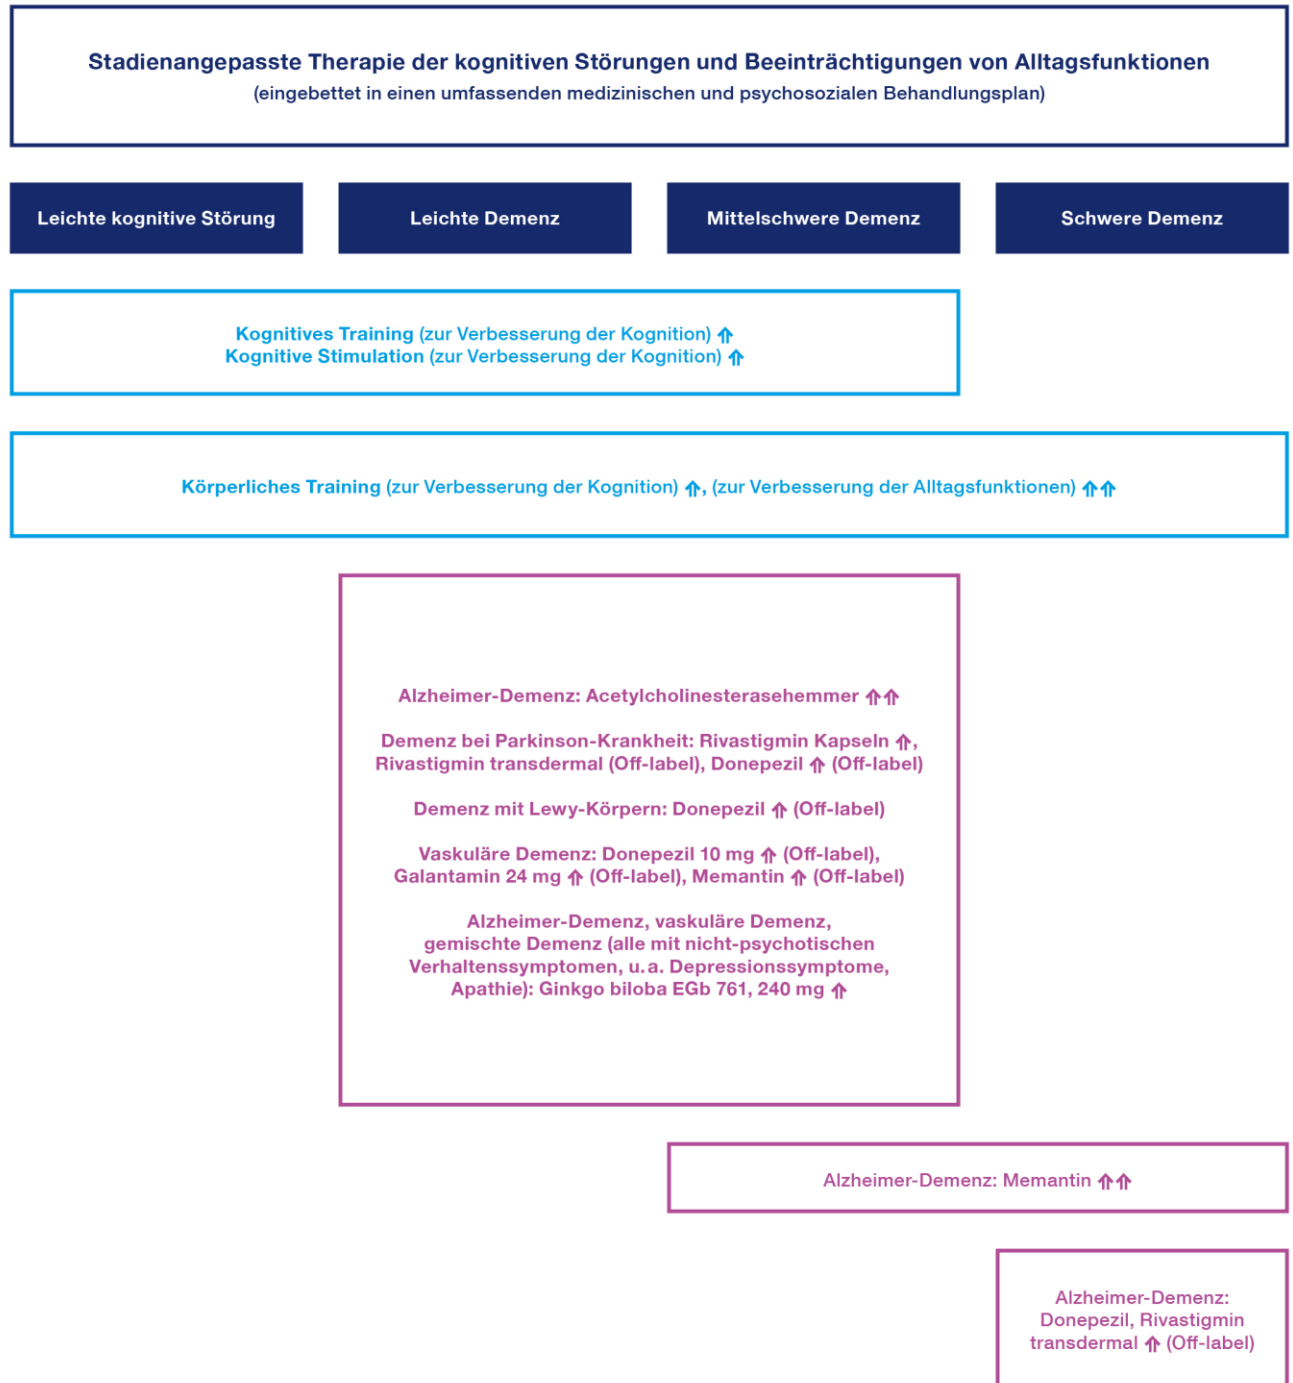 Stadienangepasste Therapie der kognitiven Störungen und Beeinträchtigungen von Alltagsfunktionen
(eingebettet in einen umfassenden medizinischen und psychosozialen Behandlungsplan)
Leichte kognitive Störung
Leichte Demenz
Mittelschwere Demenz
Schwere Demenz
Kognitives Training (zur Verbesserung der Kognition) ⇑
Kognitive Stimulation (zur Verbesserung der Kognition) ⇑
Körperliches Training (zur Verbesserung der Kognition) ⇑, (zur Verbesserung der Alltagsfunktionen) ⇑⇑
Alzheimer-Demenz: Acetylcholinesterasehemmer ⇑⇑
Demenz bei Parkinson-Krankheit: Rivastigmin Kapseln ⇑,
Rivastigmin transdermal (Off-label), Donepezil ⇑ (Off-label)
Demenz mit Lewy-Körpern: Donepezil ⇑ (Off-label)
Vaskuläre Demenz: Donepezil 10 mg ⇑ (Off-label),
Galantamin 24 mg ⇑ (Off-label), Memantin ⇑ (Off-label)
Alzheimer-Demenz, vaskuläre Demenz,
gemischte Demenz (alle mit nicht-psychotischen
Verhaltenssymptomen, u. a. Depressionssymptome,
Apathie): Ginkgo biloba EGb 761, 240 mg ⇑
Alzheimer-Demenz: Memantin ⇑⇑
Alzheimer-Demenz:
Donepezil, Rivastigmin
transdermal ⇑ (Off-label)